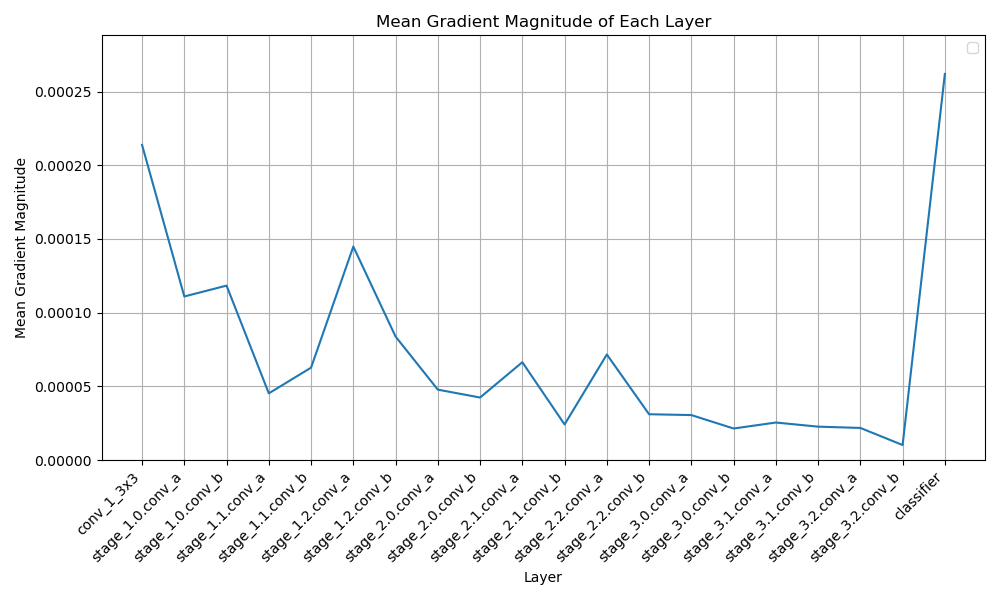 Mean Gradient Magnitude of Each Layer
Mean Gradient Magnitude
0.00025
0.00020
0.00015
0.00010
0.00005
0.00000
conv_1_3x3
stage_1.0.conv_a
stage_1.0.conv_b
stage_1.1.conv_a
stage_1.1.conv_b
stage_1.2.conv_a
stage_1.2.conv_b
stage_2.0.conv_a
stage_2.0.conv_b
stage_2.1.conv_a
stage_2.1.conv_b
stage_2.2.conv_a
stage_2.2.conv_b
stage_3.0.conv_a
stage_3.0.conv_b
stage_3.1.conv_a
stage_3.1.conv_b
stage_3.2.conv_a
stage_3.2.conv_b
classifier
Layer